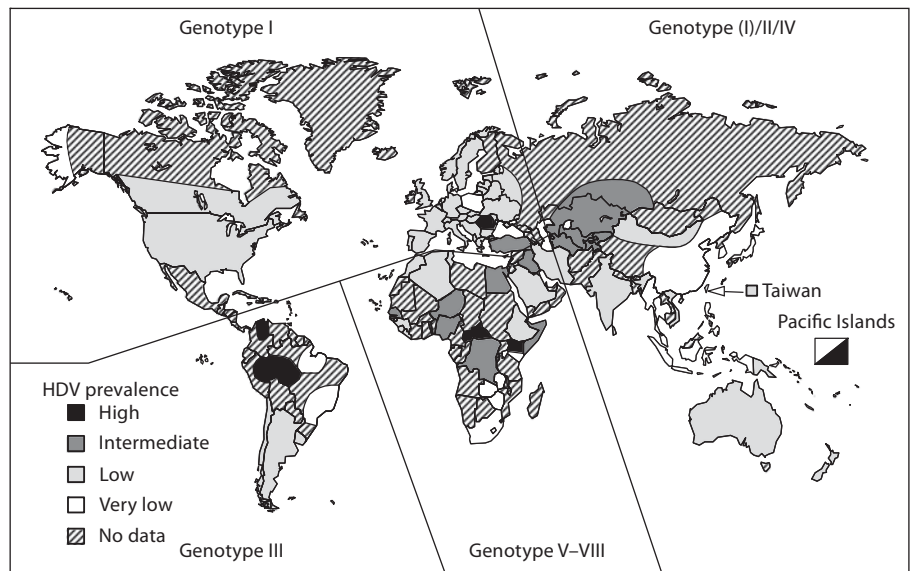 Genotype I
Genotype (I)/II/IV
Taiwan
Pacific Islands
HDV prevalence
High
Intermediate
Low
Very low
No data
Genotype III
Genotype V–VIII